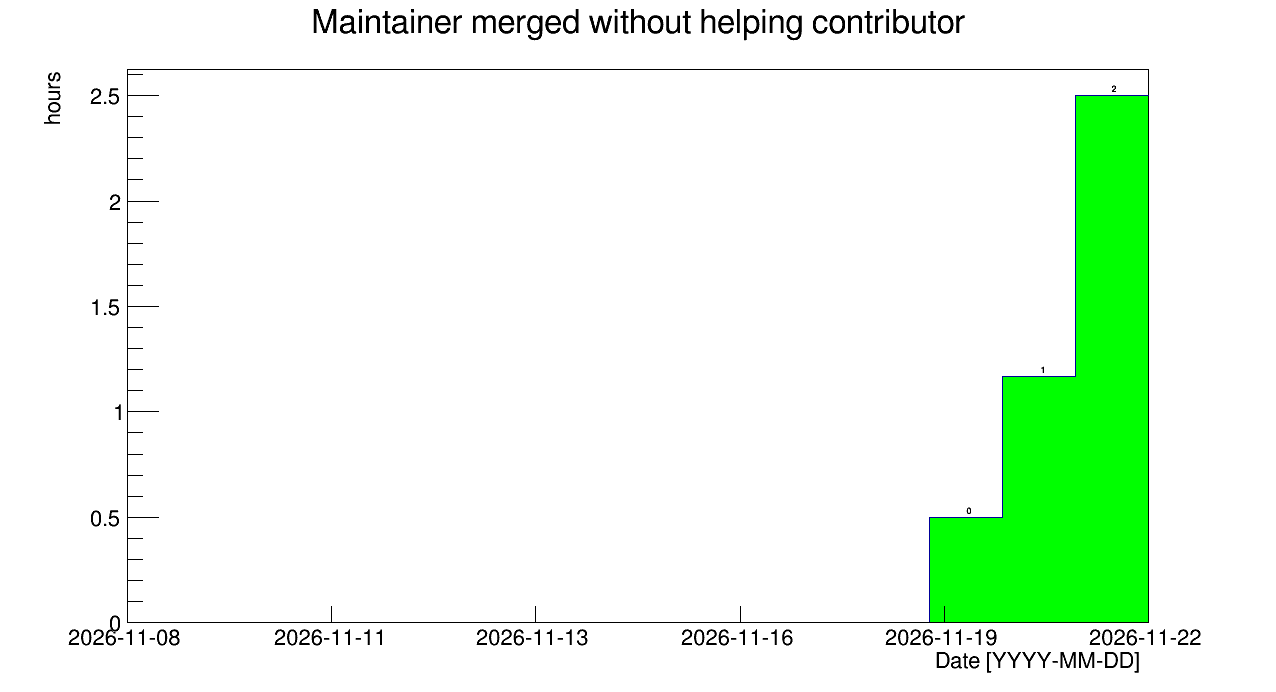 Maintainer merged without helping contributor
hours
2.5
2
1.5
1
0.5
0
2
1
0
2026-11-08 2026-11-11 2026-11-13 2026-11-16 2026-11-19 2026-11-22
Date [YYYY-MM-DD]